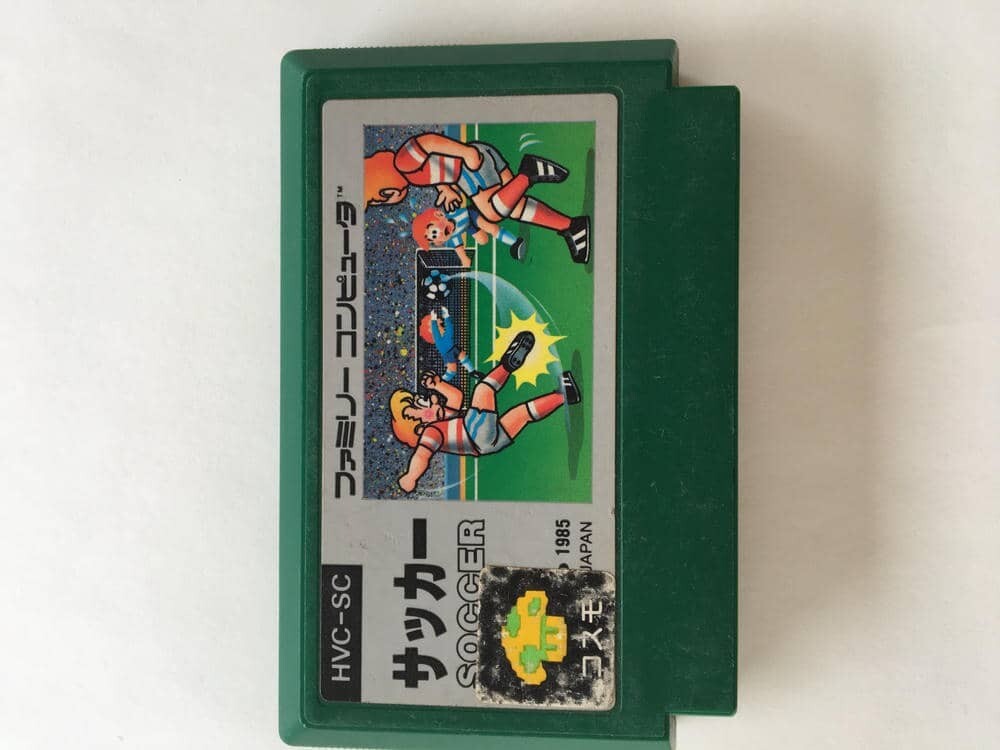 HVC-SC
ファミリー コンピュータ™
サッカー
SOCCER
1985
JAPAN
コスモ